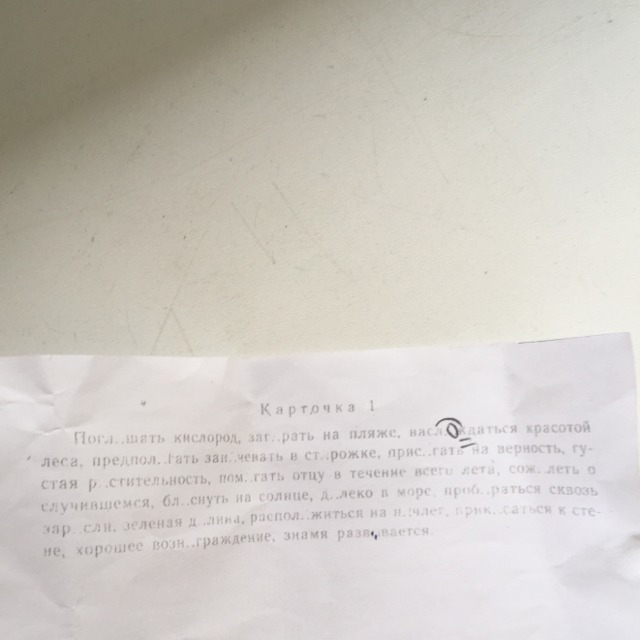 Карточка 1
Погл..щать кислород, заг..рать на пляже, наслождаться красотой
леса, предпол..гать зан..чевать в ст..рожке, прис..гать на верность, гу-
стая р..стительность, пом..гать отцу в течение всего лета, сож..леть о
случившемся, бл..снуть на солнце, д..леко в море, проб..раться сквозь
зар..сли, зеленая д..лина, распол..житься на н..члег, прик..саться к сте-
не, хорошее возн..граждение, знамя разв..вается